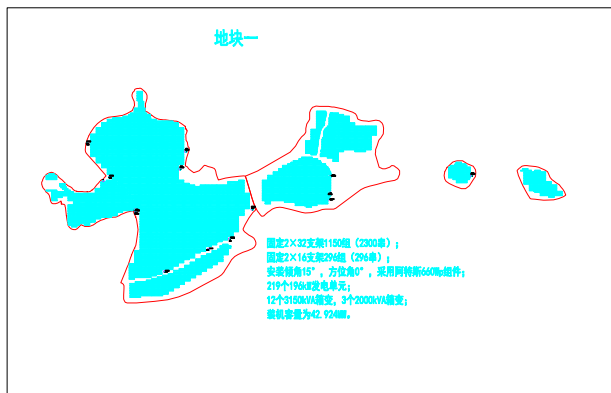 地块一
固定2×32支架1150组（2300串）；
固定2×16支架296组（296串）；
安装倾角15°，方位角0°，采用阿特斯660Wp组件；
219个196kW发电单元；
12个3150kVA箱变，3个2000kVA箱变；
装机容量为42.924MW。